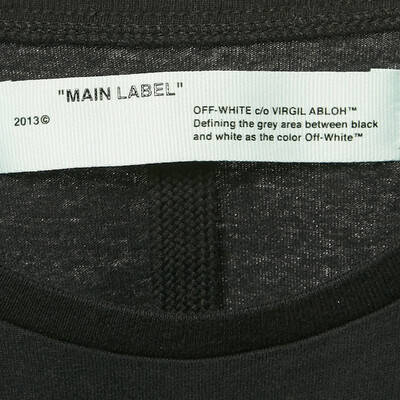 "MAIN LABEL"
2013©
OFF-WHITE c/o VIRGIL ABLOH™
Defining the grey area between black
and white as the color Off-White™